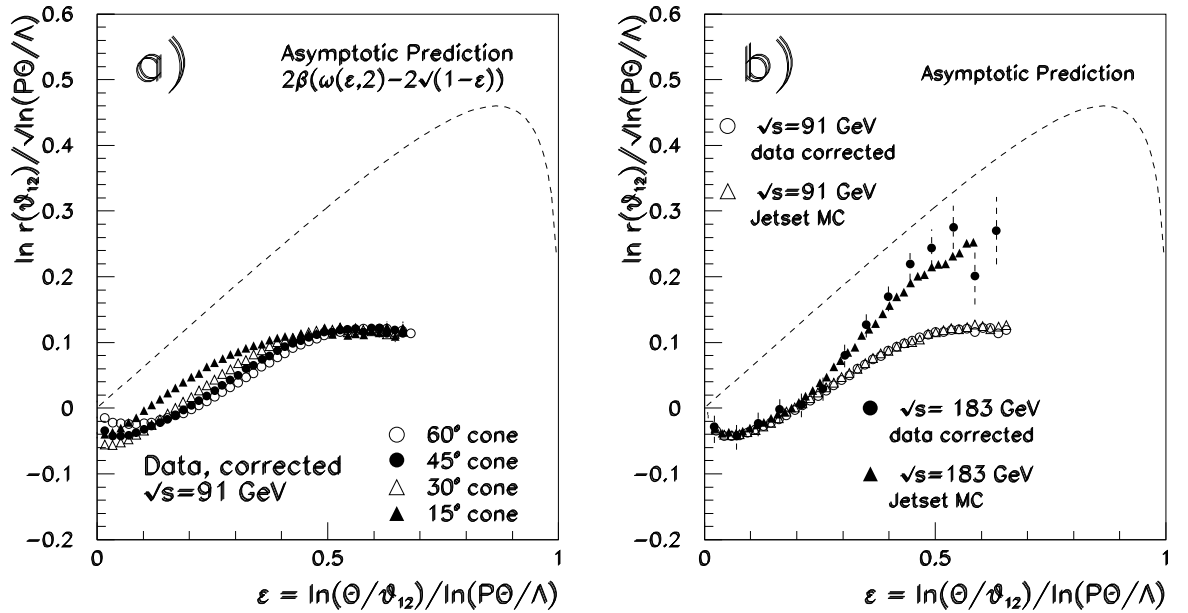 a)
Asymptotic Prediction
2β(ω(ε,2)−2√(1−ε))
ln r(ϑ₁₂)/√ln(PΘ/Λ)
0.6
0.5
0.4
0.3
0.2
0.1
0
−0.1
−0.2
Data, corrected
√s=91 GeV
60° cone
45° cone
30° cone
15° cone
0
0.5
1
ε = ln(Θ/ϑ₁₂)/ln(PΘ/Λ)
b)
Asymptotic Prediction
ln r(ϑ₁₂)/√ln(PΘ/Λ)
0.6
0.5
0.4
0.3
0.2
0.1
0
−0.1
−0.2
√s=91 GeV
data corrected
√s=91 GeV
Jetset MC
√s= 183 GeV
data corrected
√s=183 GeV
Jetset MC
0
0.5
1
ε = ln(Θ/ϑ₁₂)/ln(PΘ/Λ)